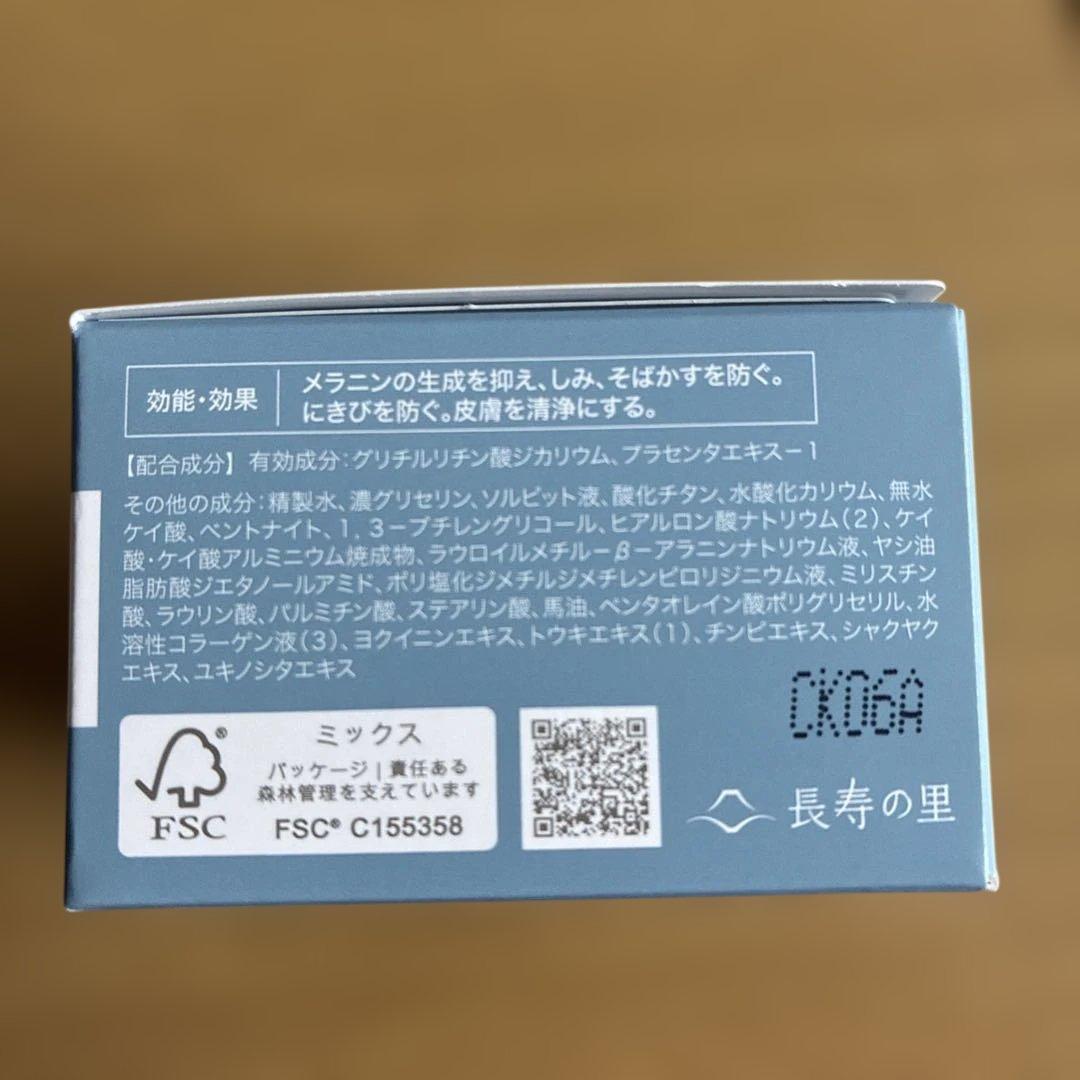 効能・効果
メラニンの生成を抑え、しみ、そばかすを防ぐ。
にきびを防ぐ。皮膚を清浄にする。
【配合成分】有効成分：グリチルリチン酸ジカリウム、プラセンタエキス－1
その他の成分：精製水、濃グリセリン、ソルビット液、酸化チタン、水酸化カリウム、無水
ケイ酸、ベントナイト、1，3－ブチレングリコール、ヒアルロン酸ナトリウム（2）、ケイ
酸・ケイ酸アルミニウム焼成物、ラウロイルメチル－β－アラニンナトリウム液、ヤシ油
脂肪酸ジエタノールアミド、ポリ塩化ジメチルジメチレンピロリジニウム液、ミリスチン
酸、ラウリン酸、パルミチン酸、ステアリン酸、馬油、ペンタオレイン酸ポリグリセリル、水
溶性コラーゲン液（3）、ヨクイニンエキス、トウキエキス（1）、チンピエキス、シャクヤク
エキス、ユキノシタエキス
CK06A
®
FSC
ミックス
パッケージ｜責任ある
森林管理を支えています
FSC® C155358
長寿の里